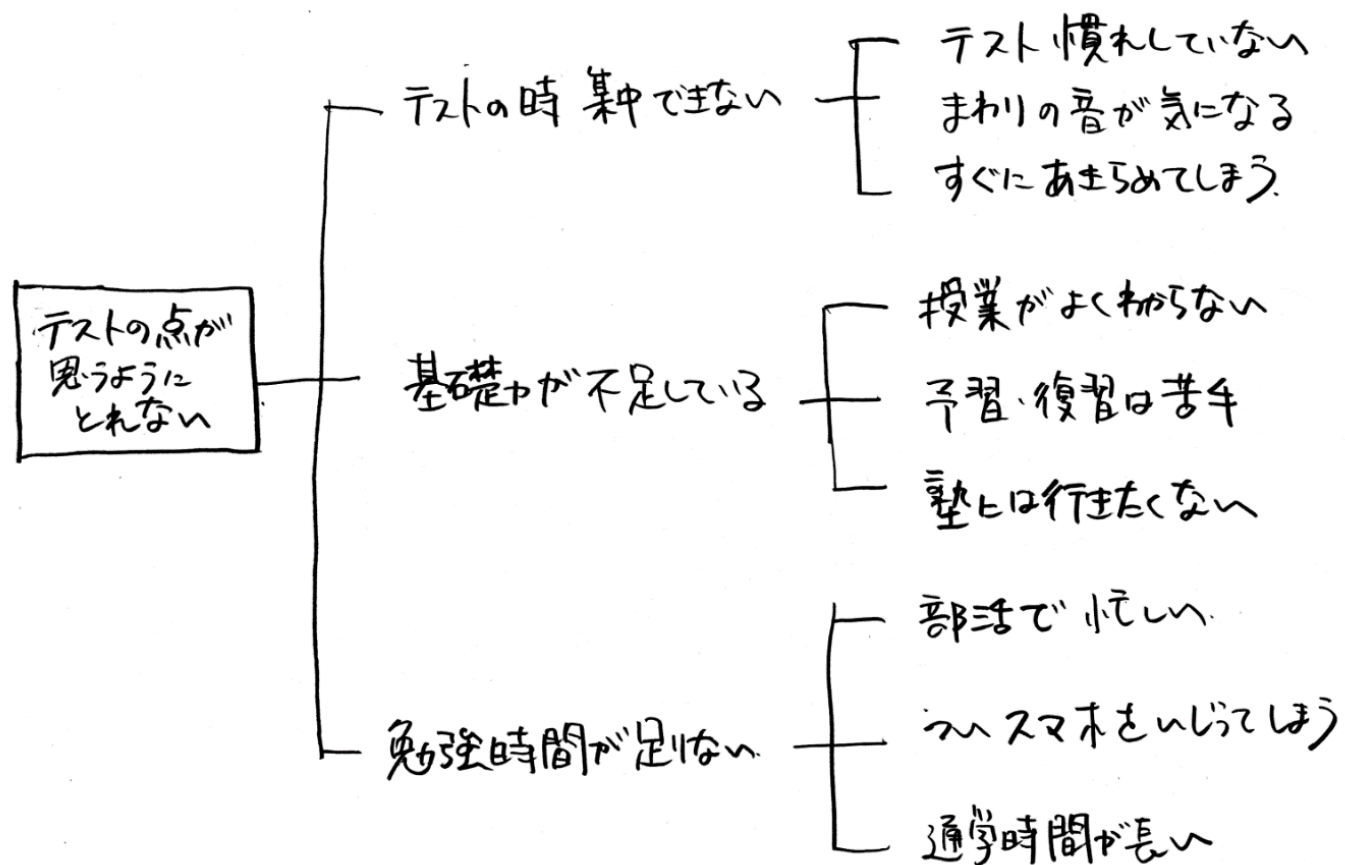 テストの点が
思うように
とれない
テストの時 集中できない
テスト慣れしていない
まわりの音が気になる
すぐにあきらめてしまう.
基礎力が不足している
授業がよくわからない
予習・復習は苦手
塾には行きたくない
勉強時間が足りない.
部活で忙しい.
ついスマホをいじってしまう
通学時間が長い